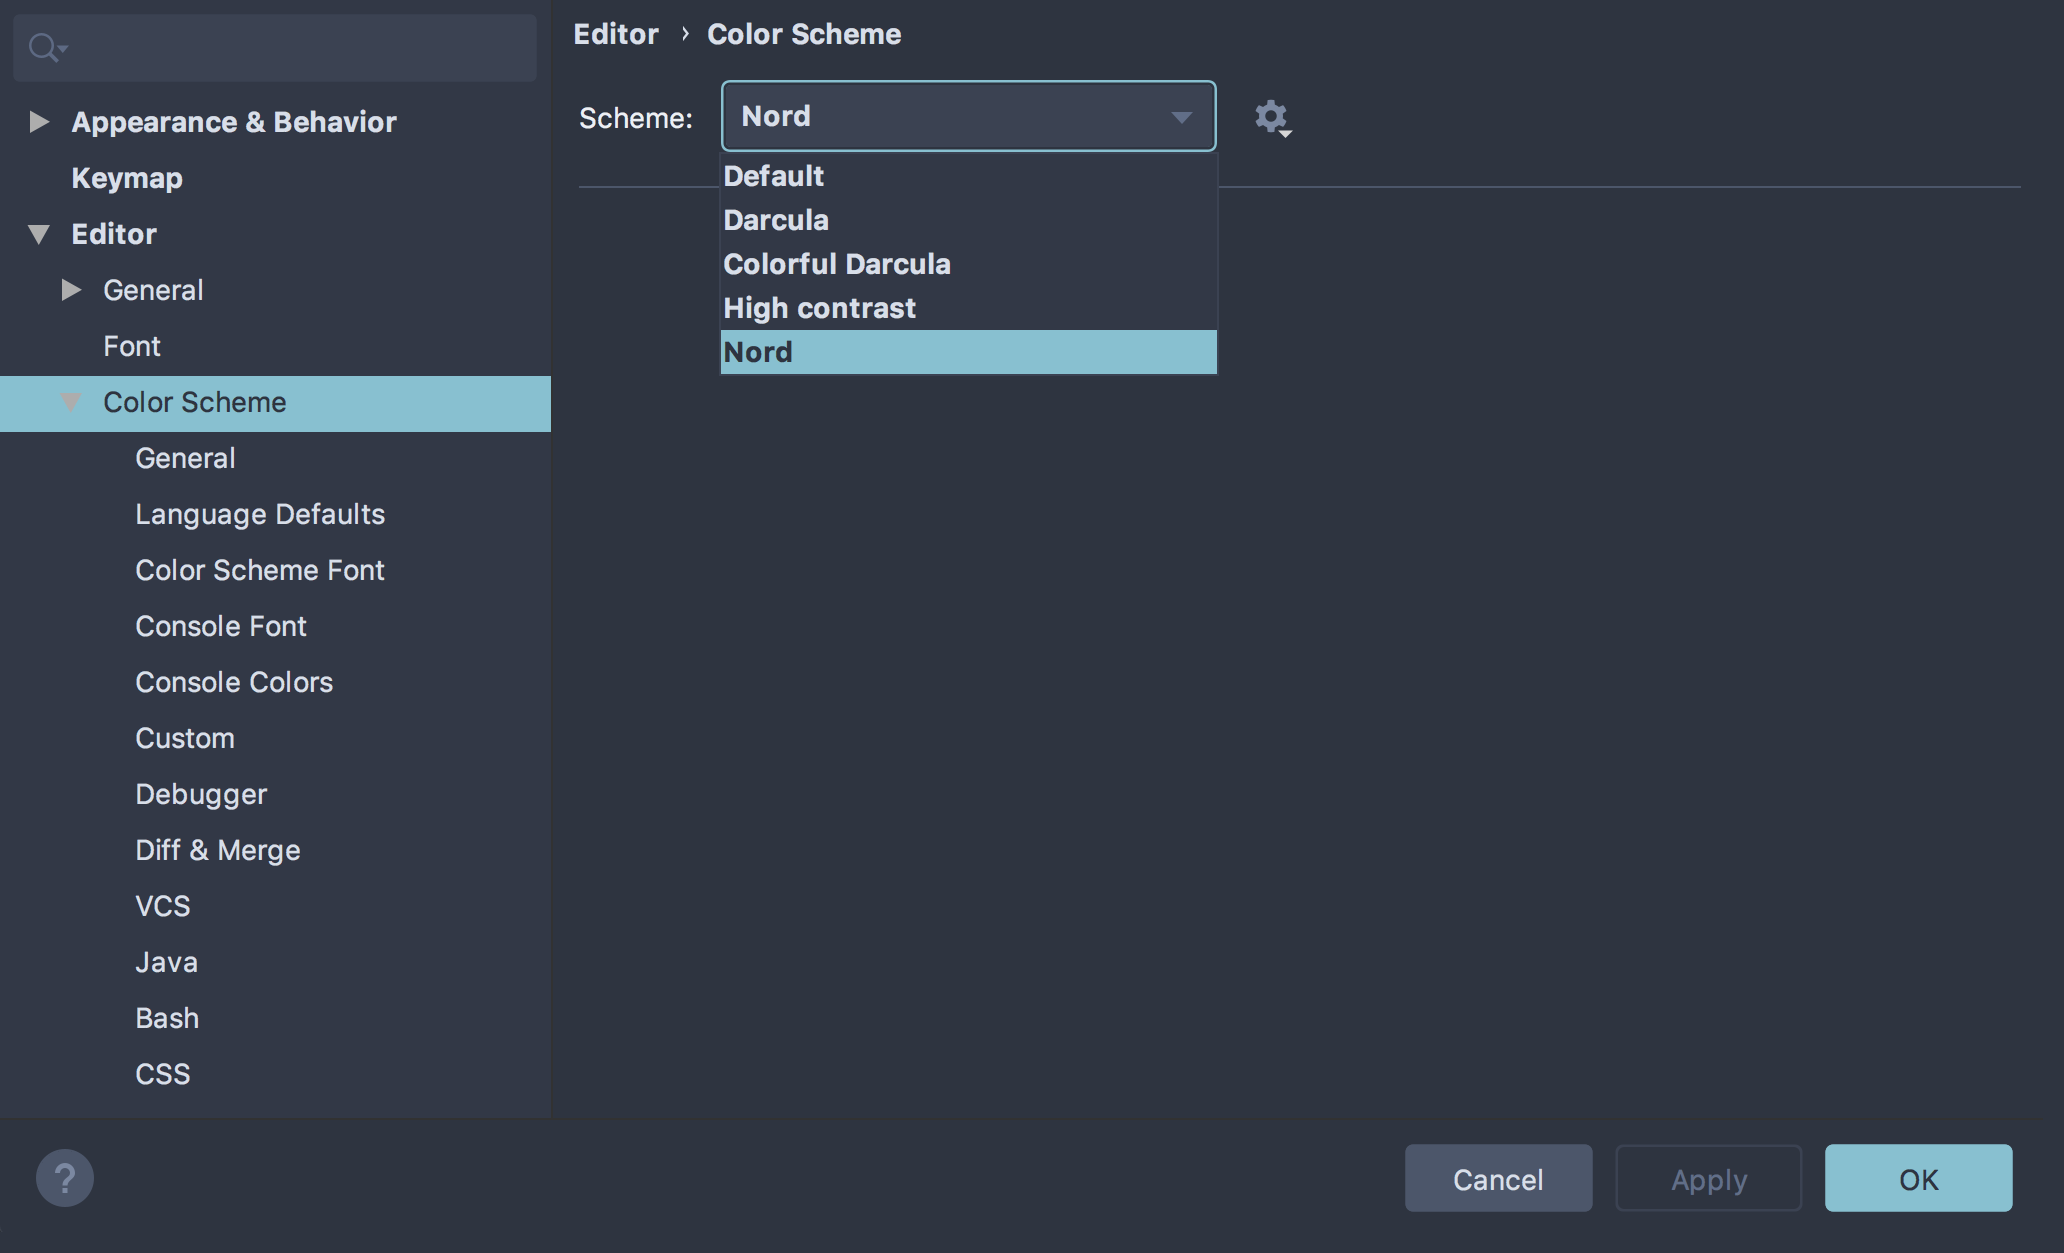 Appearance & Behavior
Keymap
Editor
General
Font
Color Scheme
General
Language Defaults
Color Scheme Font
Console Font
Console Colors
Custom
Debugger
Diff & Merge
VCS
Java
Bash
CSS
Editor › Color Scheme
Scheme: Nord
Default
Darcula
Colorful Darcula
High contrast
Nord
?
Cancel
Apply
OK